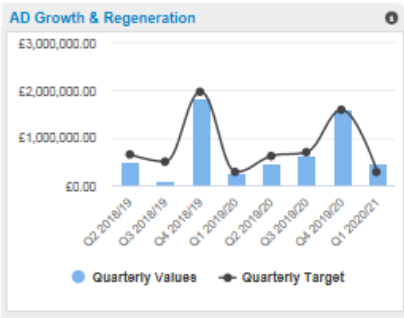 AD Growth & Regeneration
£3,000,000.00
£2,000,000.00
£1,000,000.00
£0.00
Q2 2018/19
Q3 2018/19
Q4 2018/19
Q1 2019/20
Q2 2019/20
Q3 2019/20
Q4 2019/20
Q1 2020/21
Quarterly Values
Quarterly Target